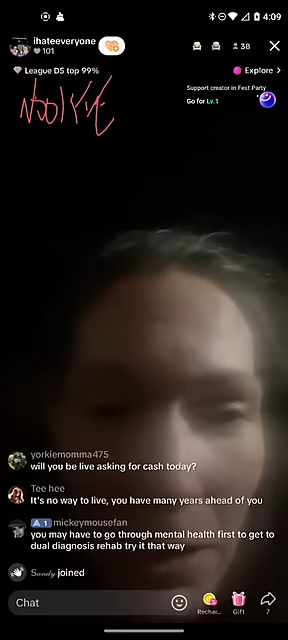 4:09
ihateeveryone
101
38
League D5 top 99%
Explore >
Support creator in Fest Party
Go for Lv.1
yorkiemomma475
will you be live asking for cash today?
Tee hee
It's no way to live, you have many years ahead of you
1 mickeymousefan
you may have to go through mental health first to get to
dual diagnosis rehab try it that way
Sandy joined
Chat
Rechar...
Gift
7